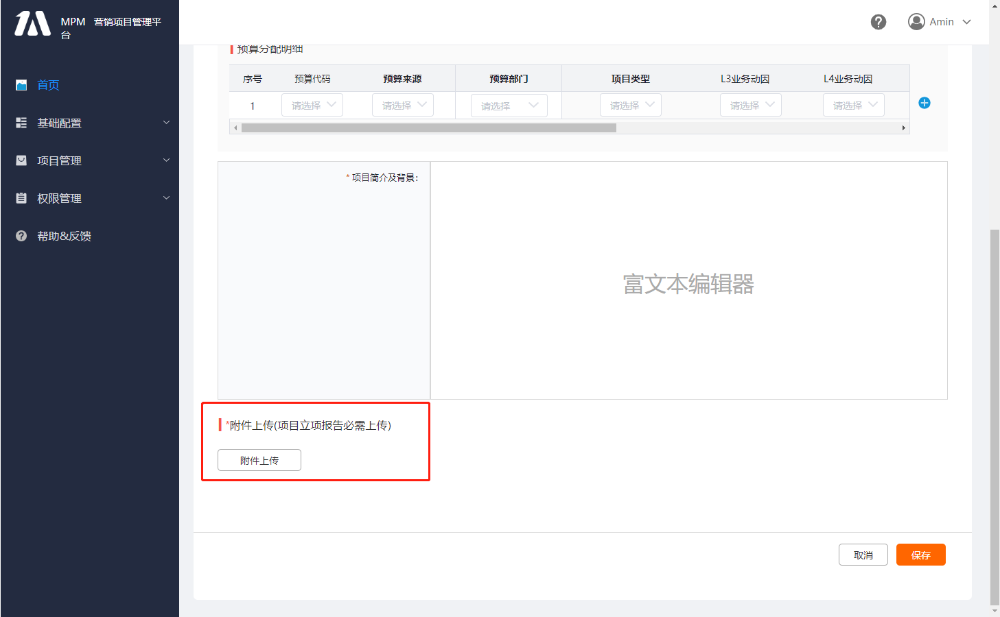 MPM 营销项目管理平
台
Amin
首页
基础配置
项目管理
权限管理
帮助&反馈
预算分配明细
序号 预算代码 预算来源 预算部门 项目类型 L3业务动因 L4业务动因
1 请选择 请选择 请选择 请选择 请选择 请选择
*项目简介及背景：
富文本编辑器
*附件上传(项目立项报告必需上传)
附件上传
取消 保存